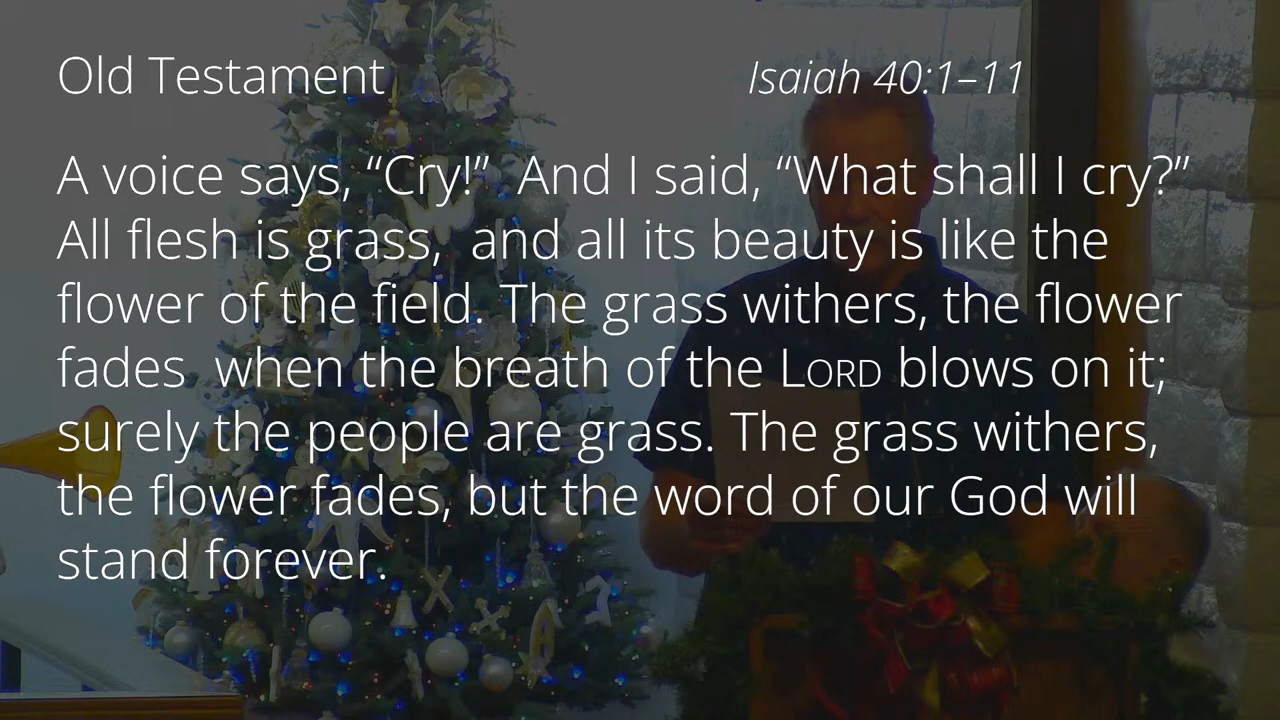 Old Testament Isaiah 40:1–11
A voice says, “Cry!”  And I said, “What shall I cry?”
All flesh is grass,  and all its beauty is like the
flower of the field. The grass withers, the flower
fades  when the breath of the LORD blows on it;
surely the people are grass. The grass withers,
the flower fades, but the word of our God will
stand forever.